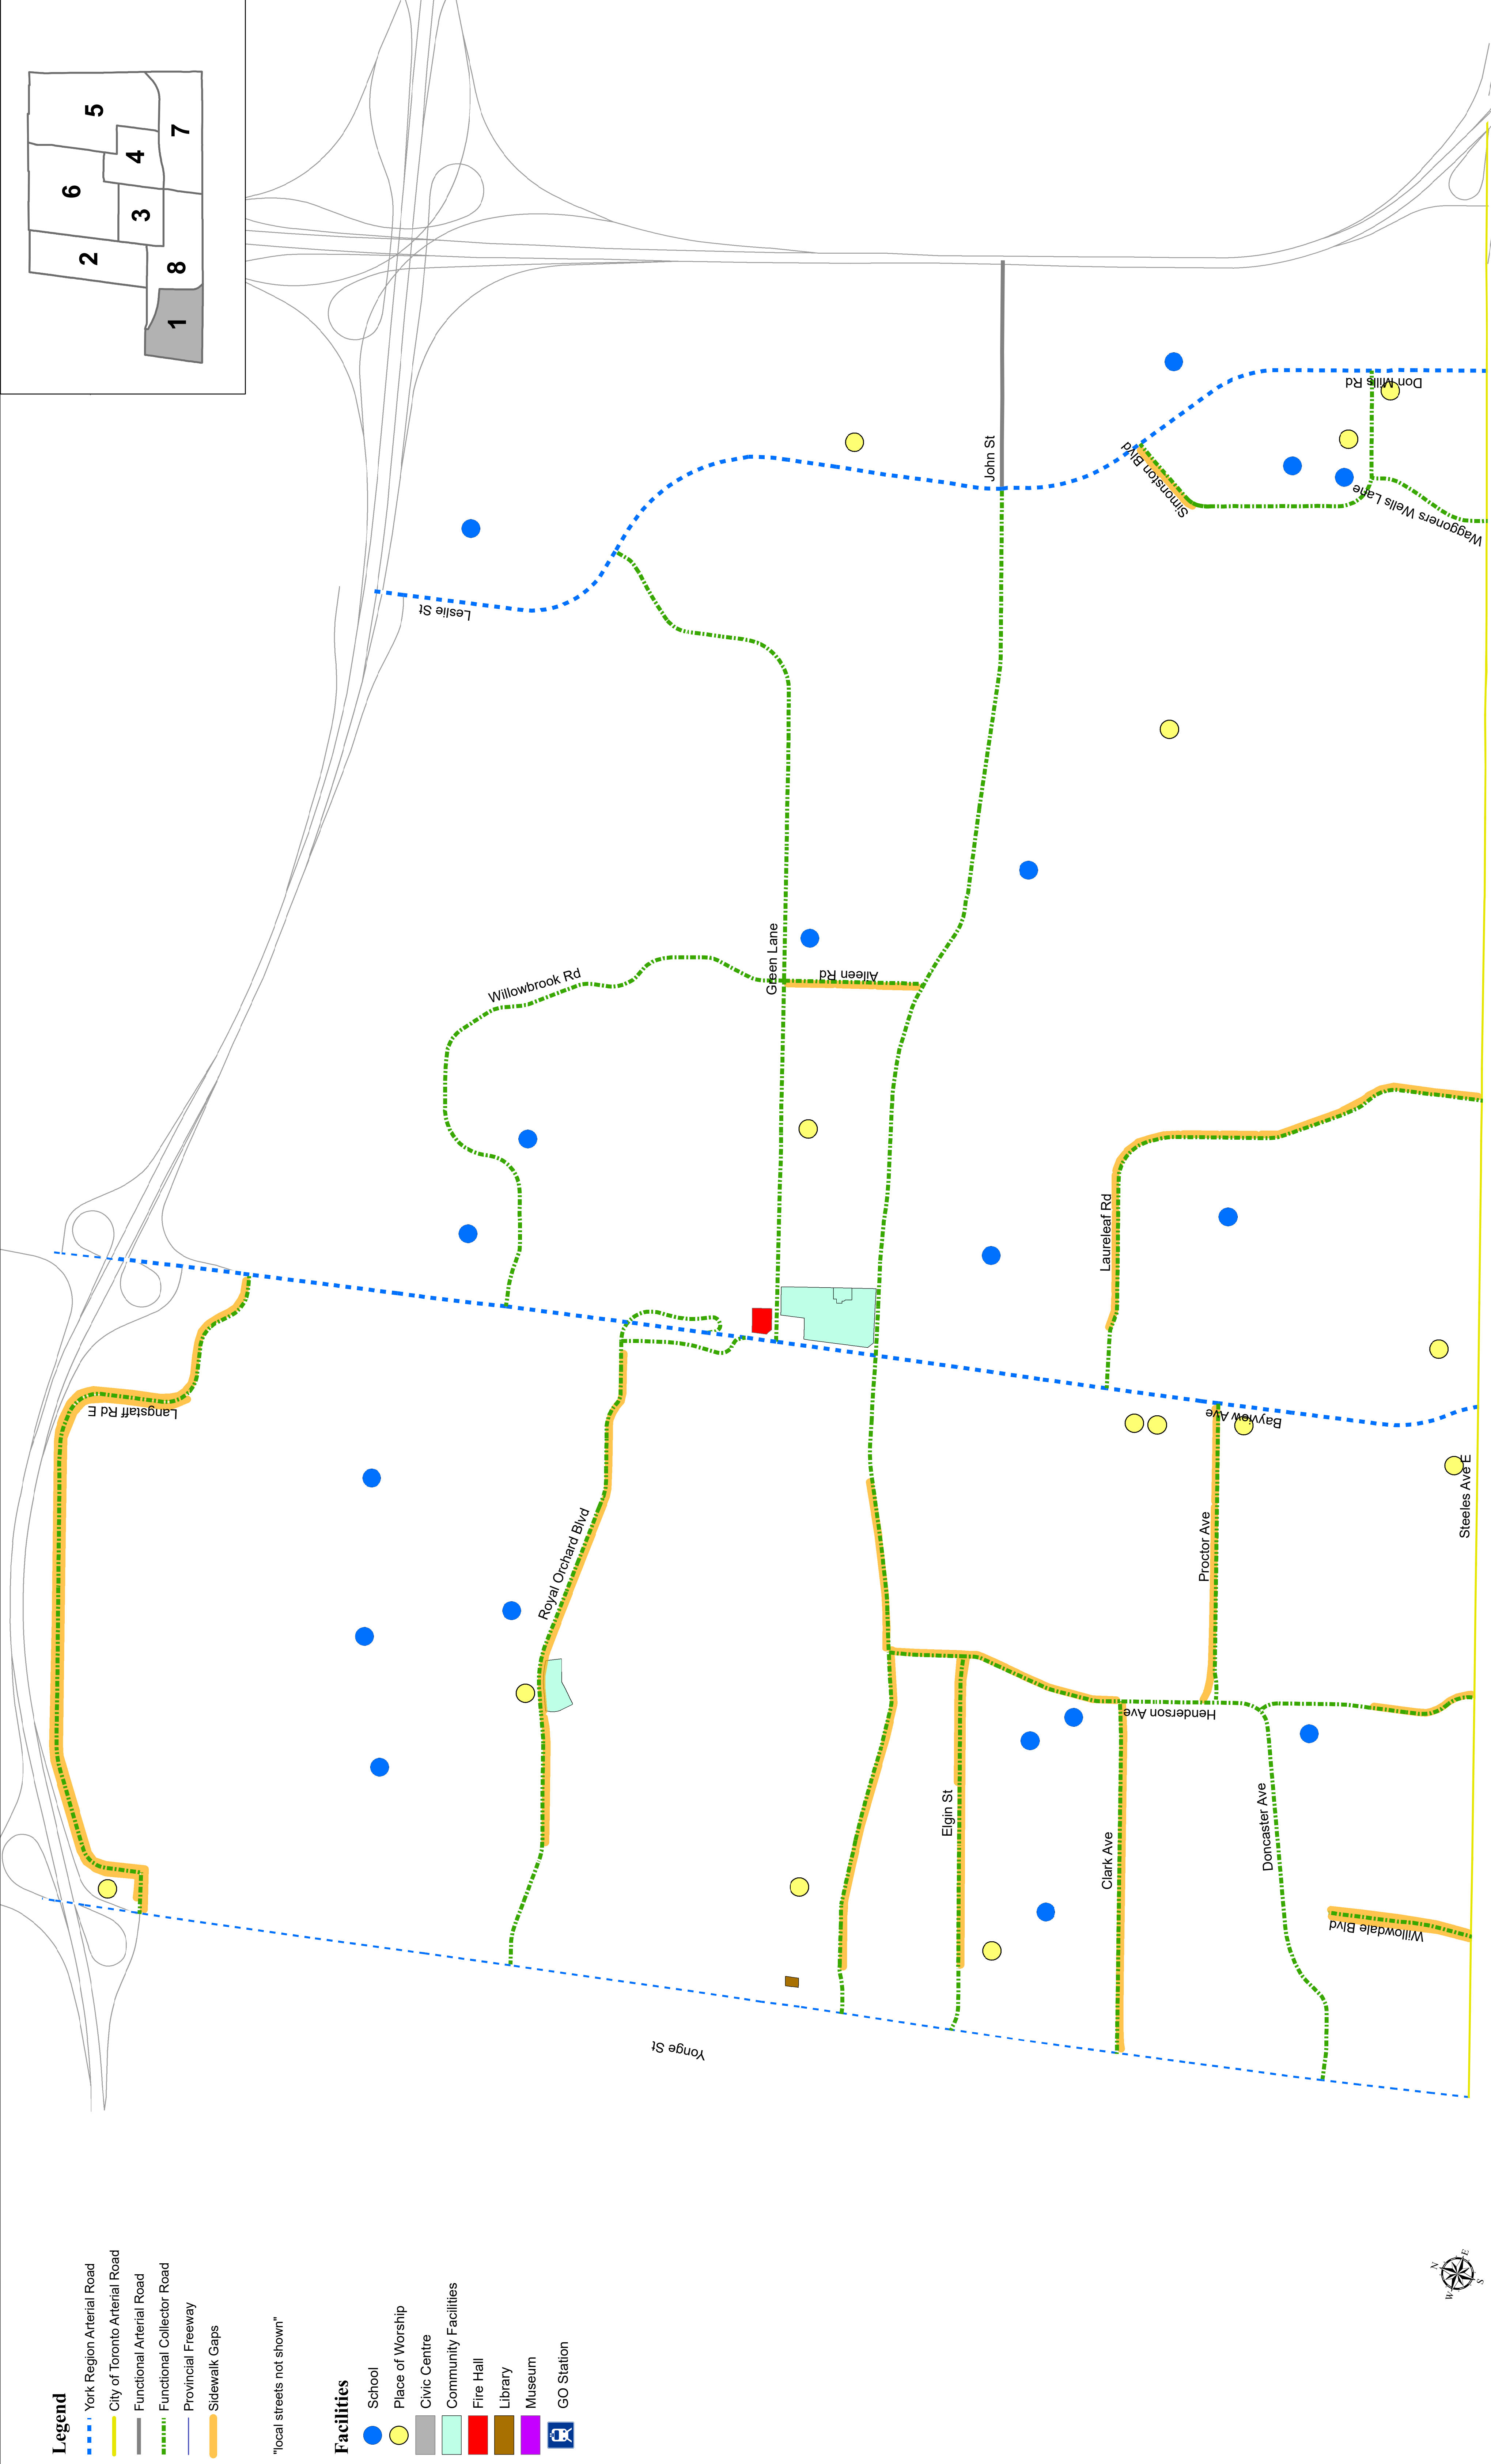 1
2
3
4
5
6
7
8
Langstaff Rd E
Leslie St
Willowbrook Rd
Royal Orchard Blvd
Yonge St
Green Lane
Aileen Rd
John St
Simonston Blvd
Don Mills Rd
Waggoners Wells Lane
Laureleaf Rd
Bayview Ave
Proctor Ave
Henderson Ave
Elgin St
Clark Ave
Doncaster Ave
Willowdale Blvd
Steeles Ave E
Legend
York Region Arterial Road
City of Toronto Arterial Road
Functional Arterial Road
Functional Collector Road
Provincial Freeway
Sidewalk Gaps
"local streets not shown"
Facilities
School
Place of Worship
Civic Centre
Community Facilities
Fire Hall
Library
Museum
GO Station
N
E
S
W